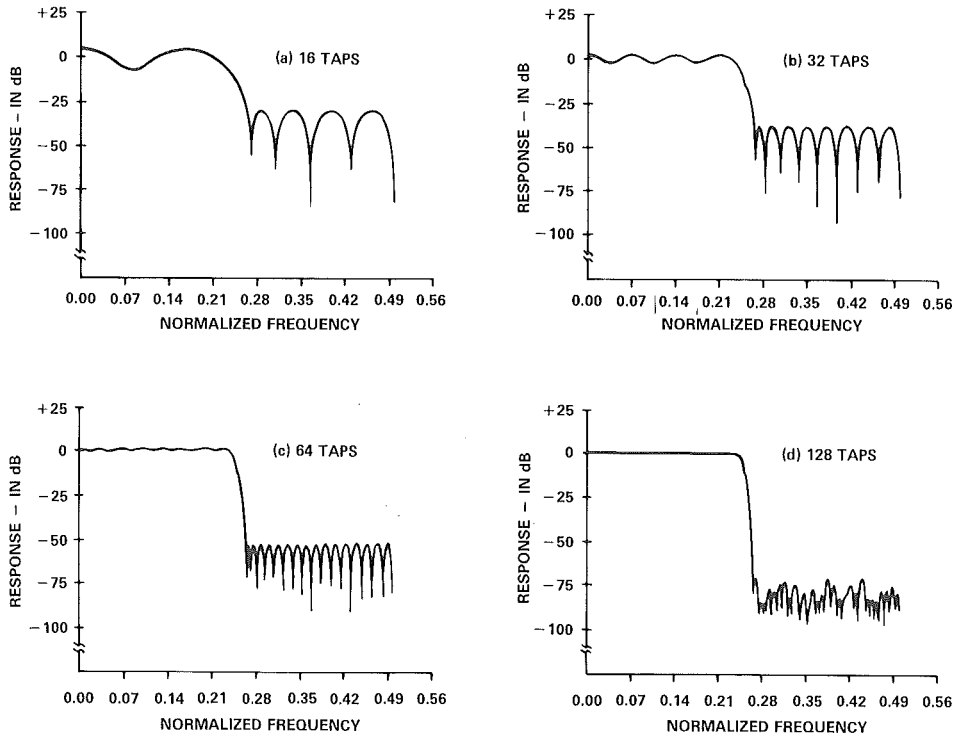 +25
0
−25
−50
−75
−100
RESPONSE – IN dB
(a) 16 TAPS
0.00 0.07 0.14 0.21 0.28 0.35 0.42 0.49 0.56
NORMALIZED FREQUENCY
+25
0
−25
−50
−75
−100
RESPONSE – IN dB
(b) 32 TAPS
0.00 0.07 0.14 0.21 0.28 0.35 0.42 0.49 0.56
NORMALIZED FREQUENCY
+25
0
−25
−50
−75
−100
RESPONSE – IN dB
(c) 64 TAPS
0.00 0.07 0.14 0.21 0.28 0.35 0.42 0.49 0.56
NORMALIZED FREQUENCY
+25
0
−25
−50
−75
−100
RESPONSE – IN dB
(d) 128 TAPS
0.00 0.07 0.14 0.21 0.28 0.35 0.42 0.49 0.56
NORMALIZED FREQUENCY